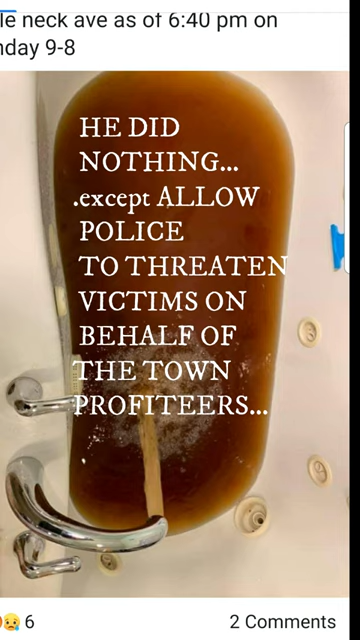 le neck ave as of 6:40 pm on
day 9-8
HE DID
NOTHING...
.except ALLOW
POLICE
TO THREATEN
VICTIMS ON
BEHALF OF
THE TOWN
PROFITEERS...
6
2 Comments